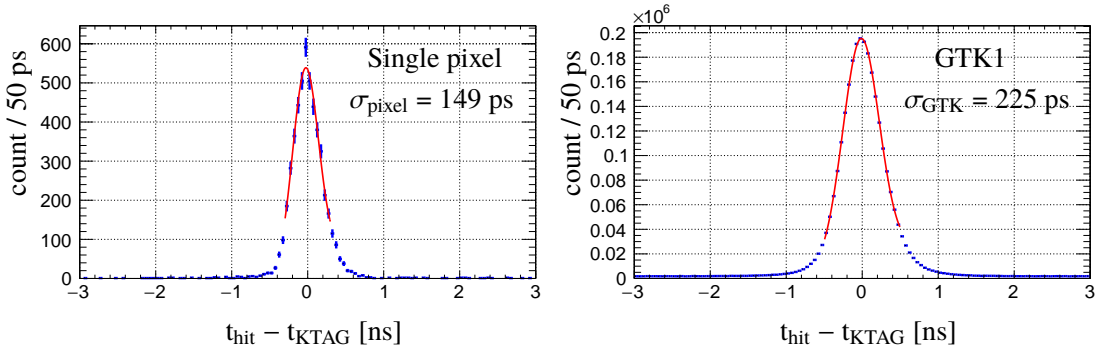 count / 50 ps
600
500
400
300
200
100
0
Single pixel
σpixel = 149 ps
−3 −2 −1 0 1 2 3
thit − tKTAG [ns]
×10⁶
count / 50 ps
0.2
0.18
0.16
0.14
0.12
0.1
0.08
0.06
0.04
0.02
0
GTK1
σGTK = 225 ps
−3 −2 −1 0 1 2 3
thit − tKTAG [ns]